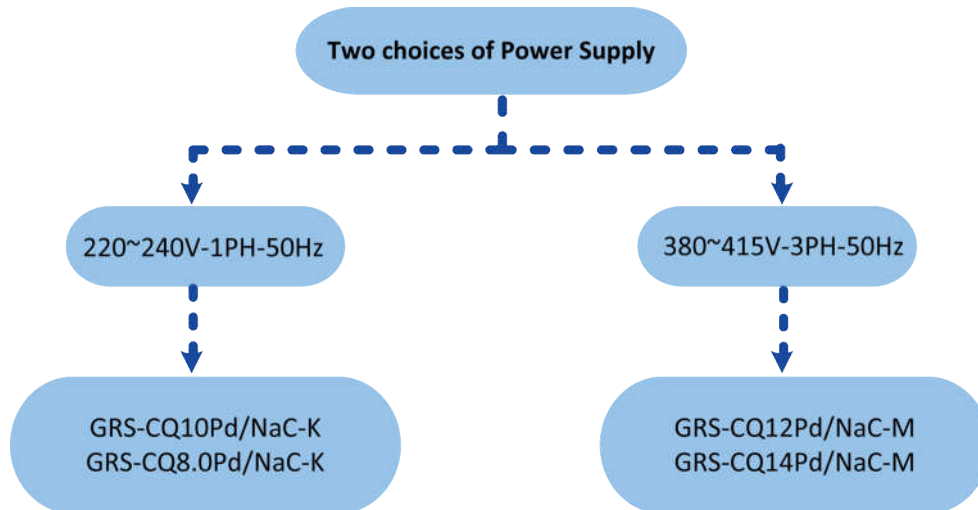 Two choices of Power Supply
220~240V-1PH-50Hz
380~415V-3PH-50Hz
GRS-CQ10Pd/NaC-K
GRS-CQ8.0Pd/NaC-K
GRS-CQ12Pd/NaC-M
GRS-CQ14Pd/NaC-M